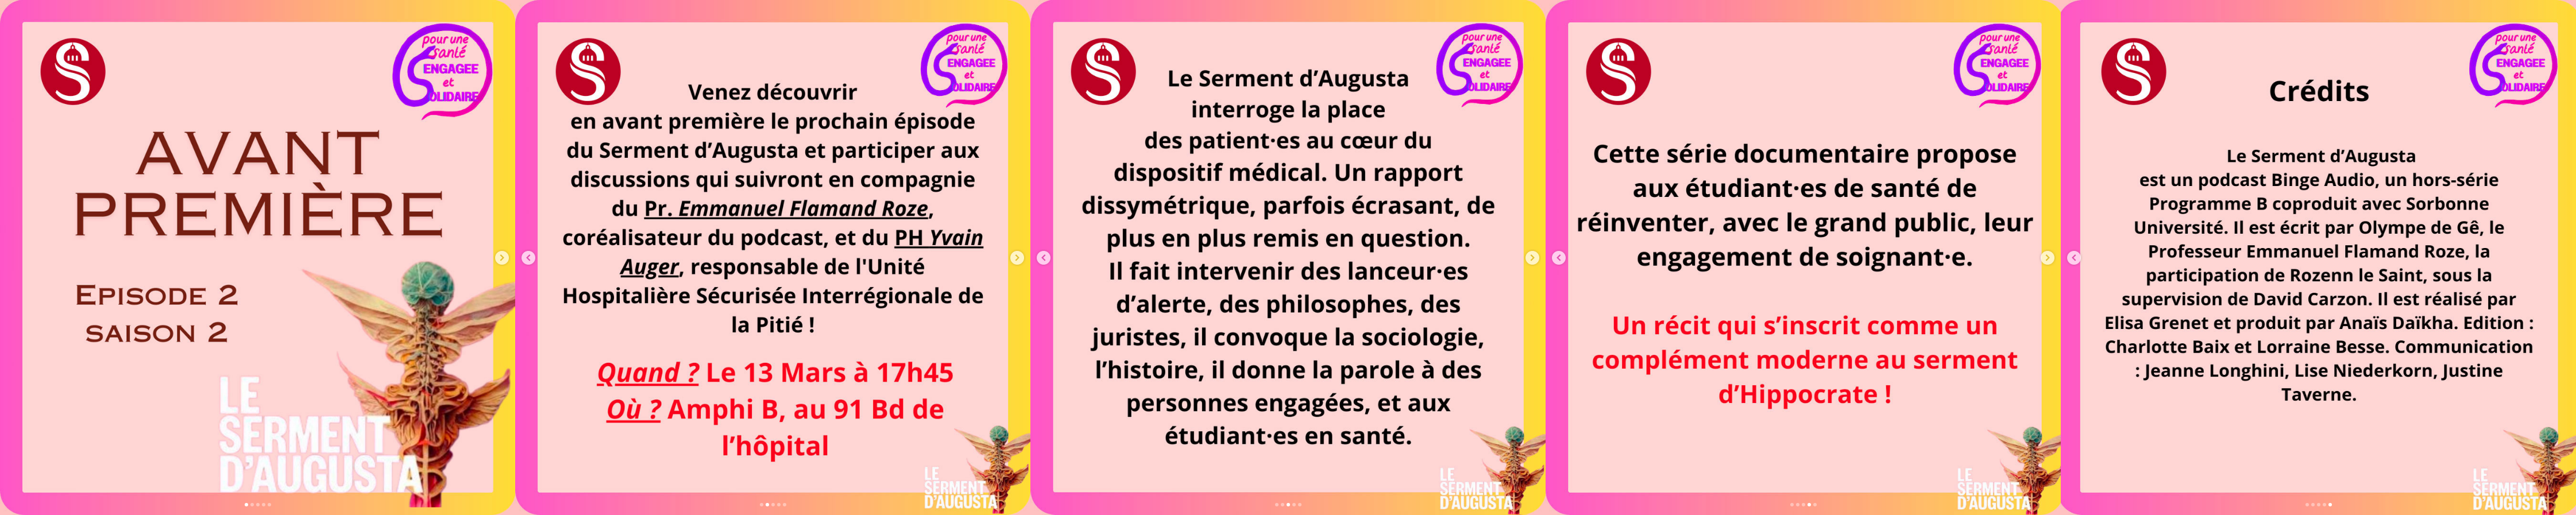 pour une
santé
ENGAGEE
et
SOLIDAIRE
AVANT
PREMIÈRE
EPISODE 2
SAISON 2
LE
SERMENT
D'AUGUSTA
pour une
santé
ENGAGEE
et
SOLIDAIRE
Venez découvrir
en avant première le prochain épisode
du Serment d'Augusta et participer aux
discussions qui suivront en compagnie
du Pr. Emmanuel Flamand Roze,
coréalisateur du podcast, et du PH Yvain
Auger, responsable de l'Unité
Hospitalière Sécurisée Interrégionale de
la Pitié !
Quand ? Le 13 Mars à 17h45
Où ? Amphi B, au 91 Bd de
l'hôpital
LE
SERMENT
D'AUGUSTA
pour une
santé
ENGAGEE
et
SOLIDAIRE
Le Serment d'Augusta
interroge la place
des patient·es au cœur du
dispositif médical. Un rapport
dissymétrique, parfois écrasant, de
plus en plus remis en question.
Il fait intervenir des lanceur·es
d'alerte, des philosophes, des
juristes, il convoque la sociologie,
l'histoire, il donne la parole à des
personnes engagées, et aux
étudiant·es en santé.
LE
SERMENT
D'AUGUSTA
pour une
santé
ENGAGEE
et
SOLIDAIRE
Cette série documentaire propose
aux étudiant·es de santé de
réinventer, avec le grand public, leur
engagement de soignant·e.
Un récit qui s'inscrit comme un
complément moderne au serment
d'Hippocrate !
LE
SERMENT
D'AUGUSTA
pour une
santé
ENGAGEE
et
SOLIDAIRE
Crédits
Le Serment d'Augusta
est un podcast Binge Audio, un hors-série
Programme B coproduit avec Sorbonne
Université. Il est écrit par Olympe de Gê, le
Professeur Emmanuel Flamand Roze, la
participation de Rozenn le Saint, sous la
supervision de David Carzon. Il est réalisé par
Elisa Grenet et produit par Anaïs Daïkha. Edition :
Charlotte Baix et Lorraine Besse. Communication
: Jeanne Longhini, Lise Niederkorn, Justine
Taverne.
LE
SERMENT
D'AUGUSTA